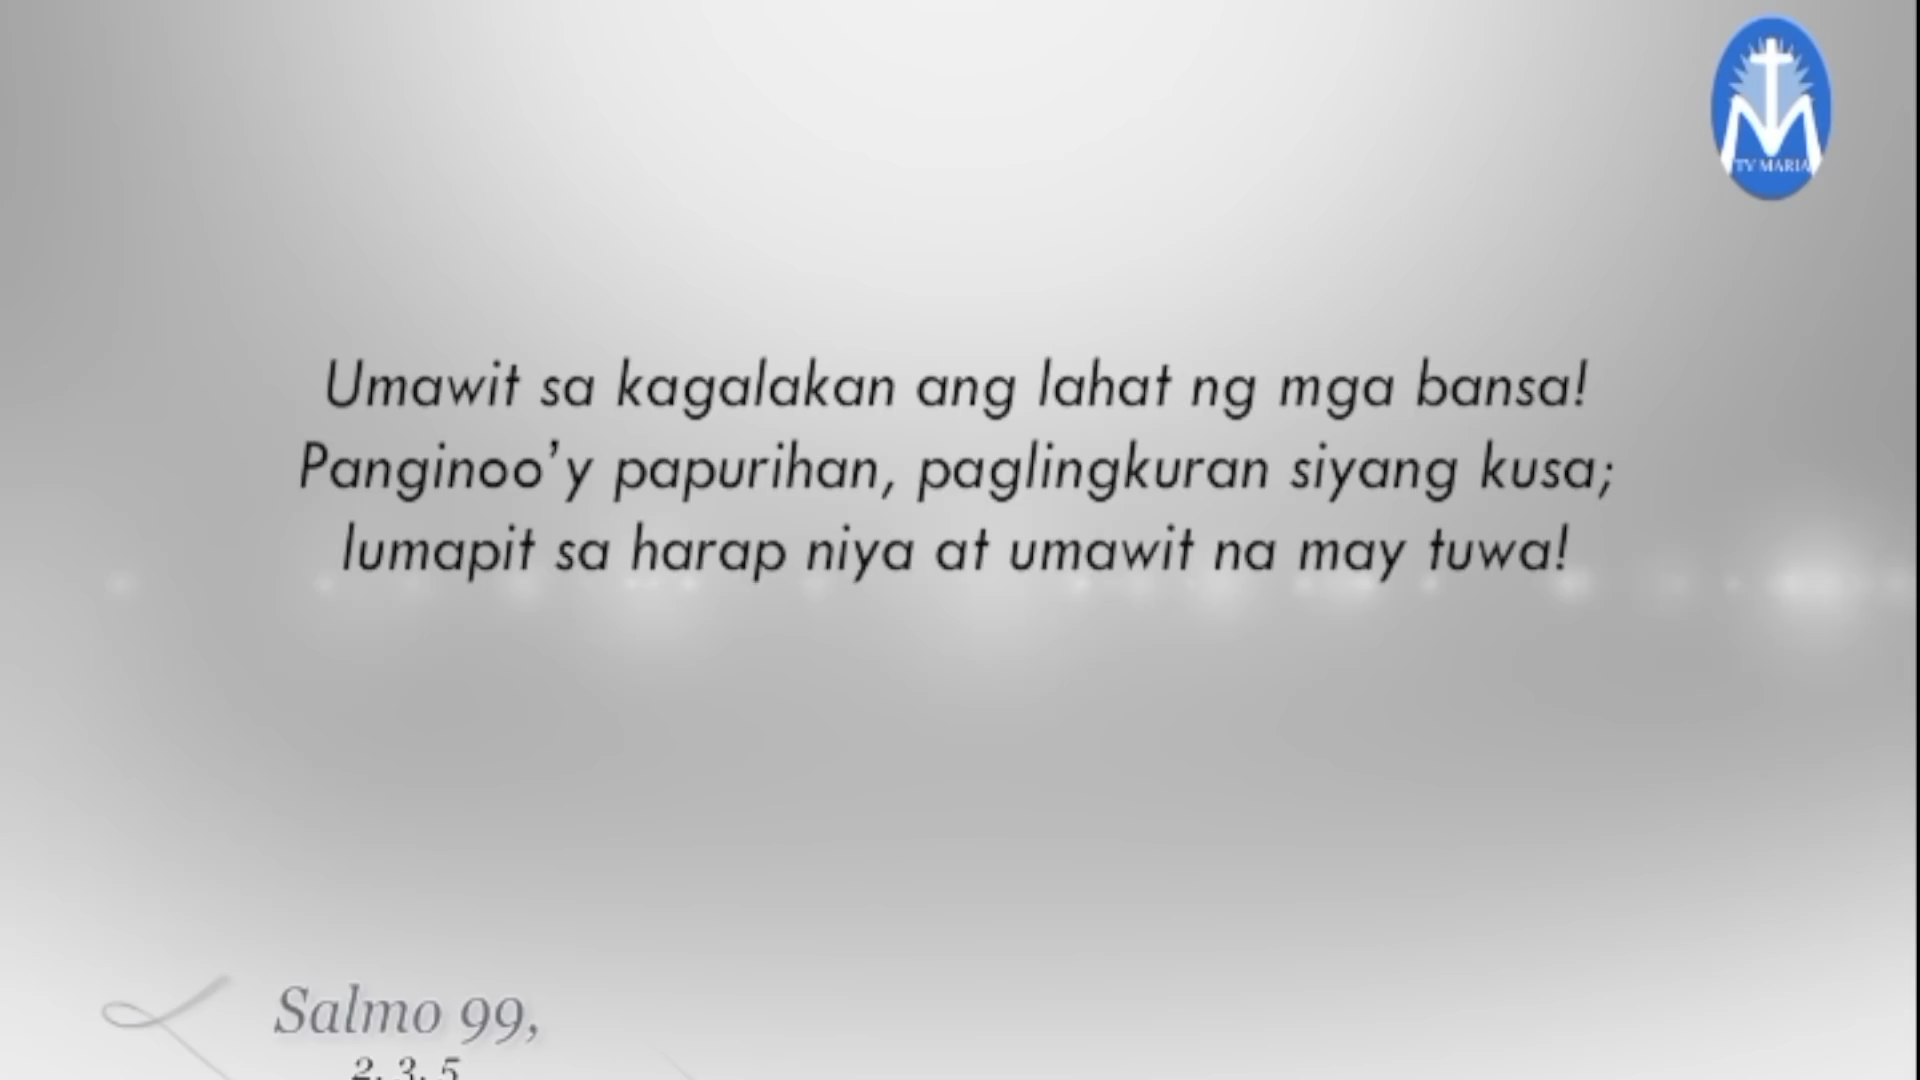 TV MARIA
Umawit sa kagalakan ang lahat ng mga bansa!
Panginoo'y papurihan, paglingkuran siyang kusa;
lumapit sa harap niya at umawit na may tuwa!
Salmo 99,
2, 3, 5